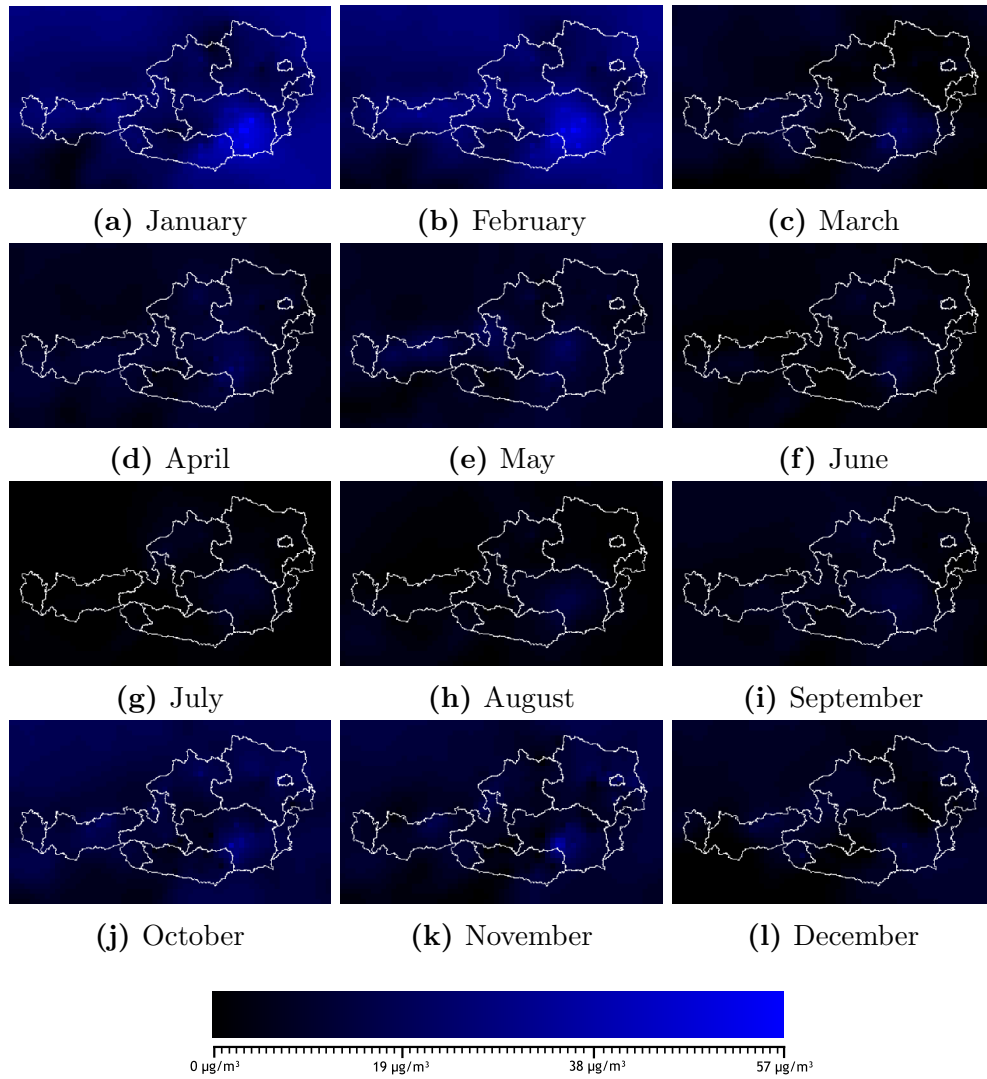 (a) January
(b) February
(c) March
(d) April
(e) May
(f) June
(g) July
(h) August
(i) September
(j) October
(k) November
(l) December
0 µg/m³
19 µg/m³
38 µg/m³
57 µg/m³